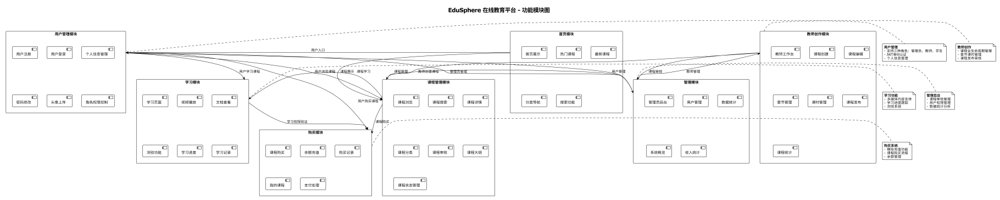 EduSphere 在线教育平台 - 功能模块图
用户管理模块
用户注册
用户登录
个人信息管理
密码修改
头像上传
角色权限控制
首页模块
首页展示
热门课程
最新课程
分类导航
搜索功能
教师创作模块
教师工作台
课程创建
课程编辑
章节管理
课时管理
课程发布
课程统计
用户管理
- 支持三种角色：管理员、教师、学生
- JWT身份认证
- 个人信息管理
教师创作
- 课程全生命周期管理
- 章节课时管理
- 课程发布审核
用户入口
用户学习课程
用户浏览课程
课程展示
课程学习
课程管理
教师创建课程
管理员管理
用户管理
课程审核
教师管理
学习模块
学习页面
视频播放
文档查看
测验功能
学习进度
学习记录
课程管理模块
课程浏览
课程搜索
课程详情
课程分类
课程审核
课程大纲
课程状态管理
管理模块
管理员后台
用户管理
数据统计
系统概览
收入统计
学习功能
- 多媒体内容支持
- 学习进度跟踪
- 测验系统
管理后台
- 课程审核管理
- 用户权限管理
- 数据统计分析
用户购买课程
学习权限验证
课程购买
购买模块
课程购买
余额充值
购买记录
我的课程
支付处理
购买系统
- 模拟充值功能
- 课程购买流程
- 余额管理